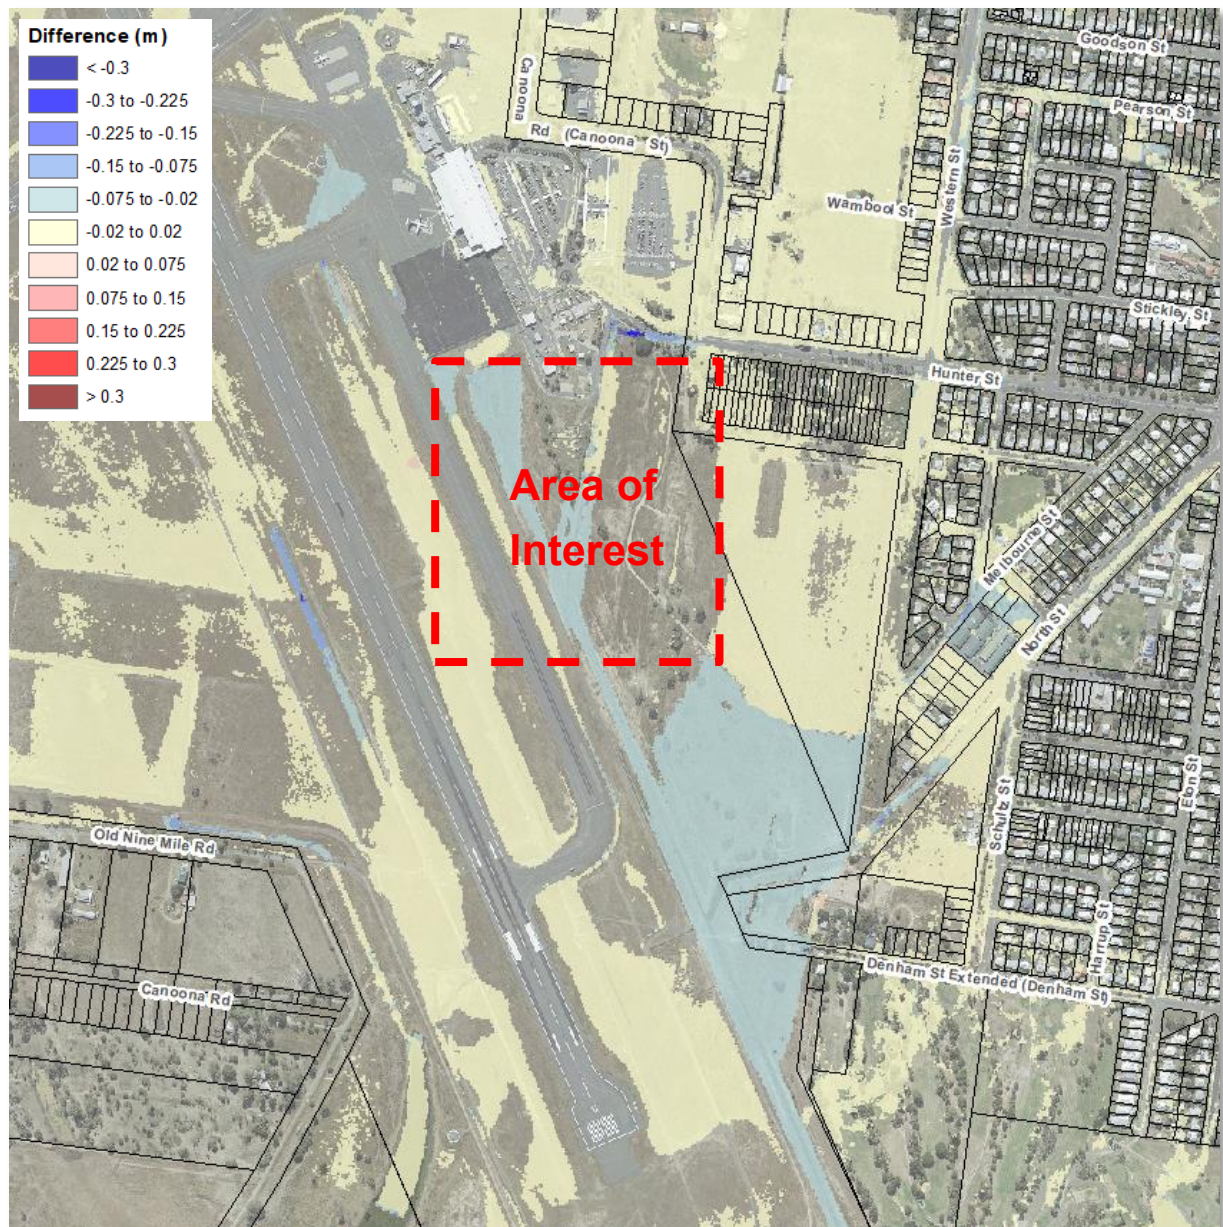 Difference (m)
< -0.3
-0.3 to -0.225
-0.225 to -0.15
-0.15 to -0.075
-0.075 to -0.02
-0.02 to 0.02
0.02 to 0.075
0.075 to 0.15
0.15 to 0.225
0.225 to 0.3
> 0.3
Goodson St
Pearson St
Canoona
Rd (Canoona St)
Western St
Wambool St
Stickley St
Hunter St
Area of
Interest
Melbourne St
North St
Schultz St
Elon St
Old Nine Mile Rd
Harrup St
Canoona Rd
Denham St Extended (Denham St)